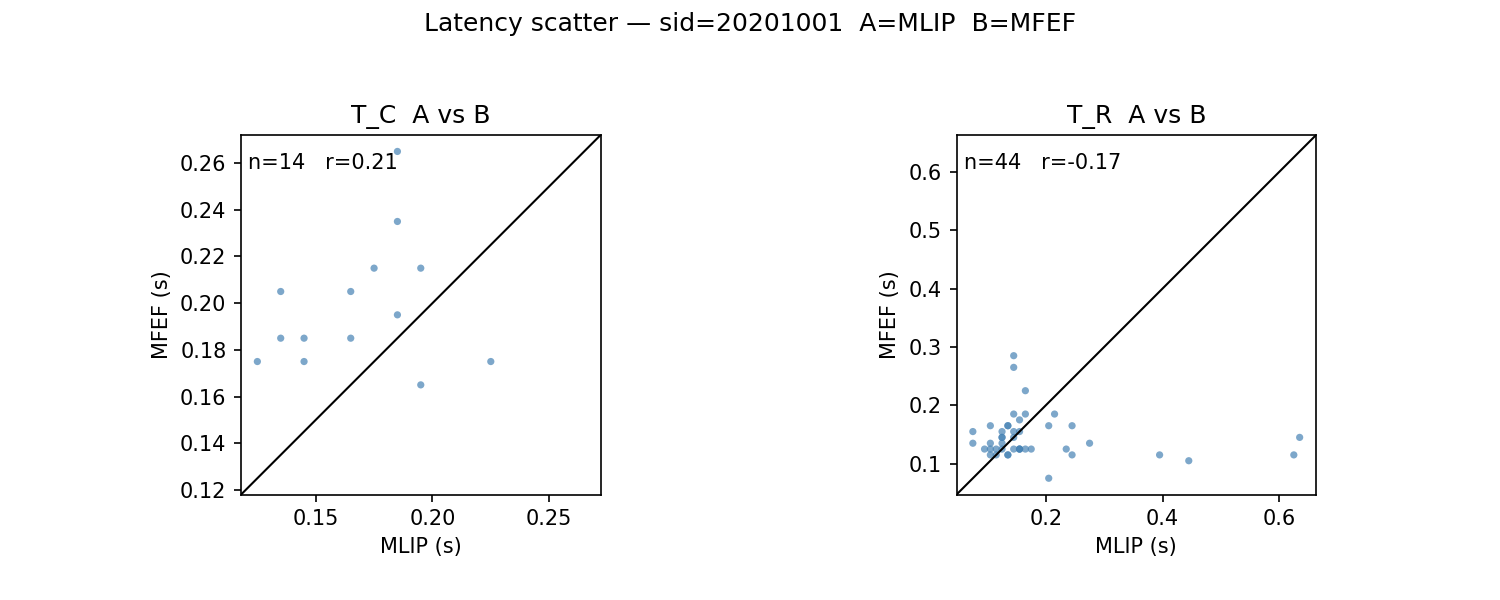 Latency scatter — sid=20201001  A=MLIP  B=MFEF
T_C  A vs B
n=14   r=0.21
0.26
0.24
0.22
0.20
0.18
0.16
0.14
0.12
MFEF (s)
0.15
0.20
0.25
MLIP (s)
T_R  A vs B
n=44   r=-0.17
0.6
0.5
0.4
0.3
0.2
0.1
MFEF (s)
0.2
0.4
0.6
MLIP (s)